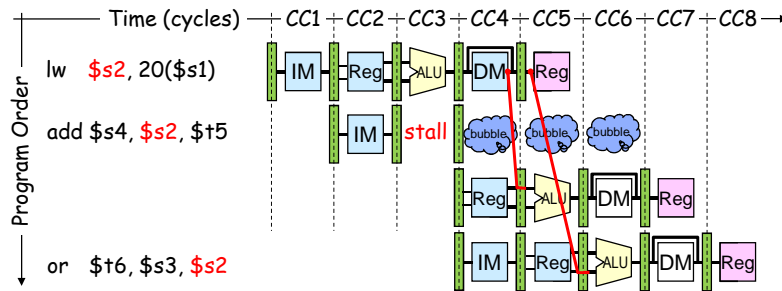 Time (cycles) CC1 CC2 CC3 CC4 CC5 CC6 CC7 CC8
Program Order
lw $s2, 20($s1) IM Reg ALU DM Reg
add $s4, $s2, $t5 IM stall bubble bubble bubble
Reg ALU DM Reg
or $t6, $s3, $s2 IM Reg ALU DM Reg